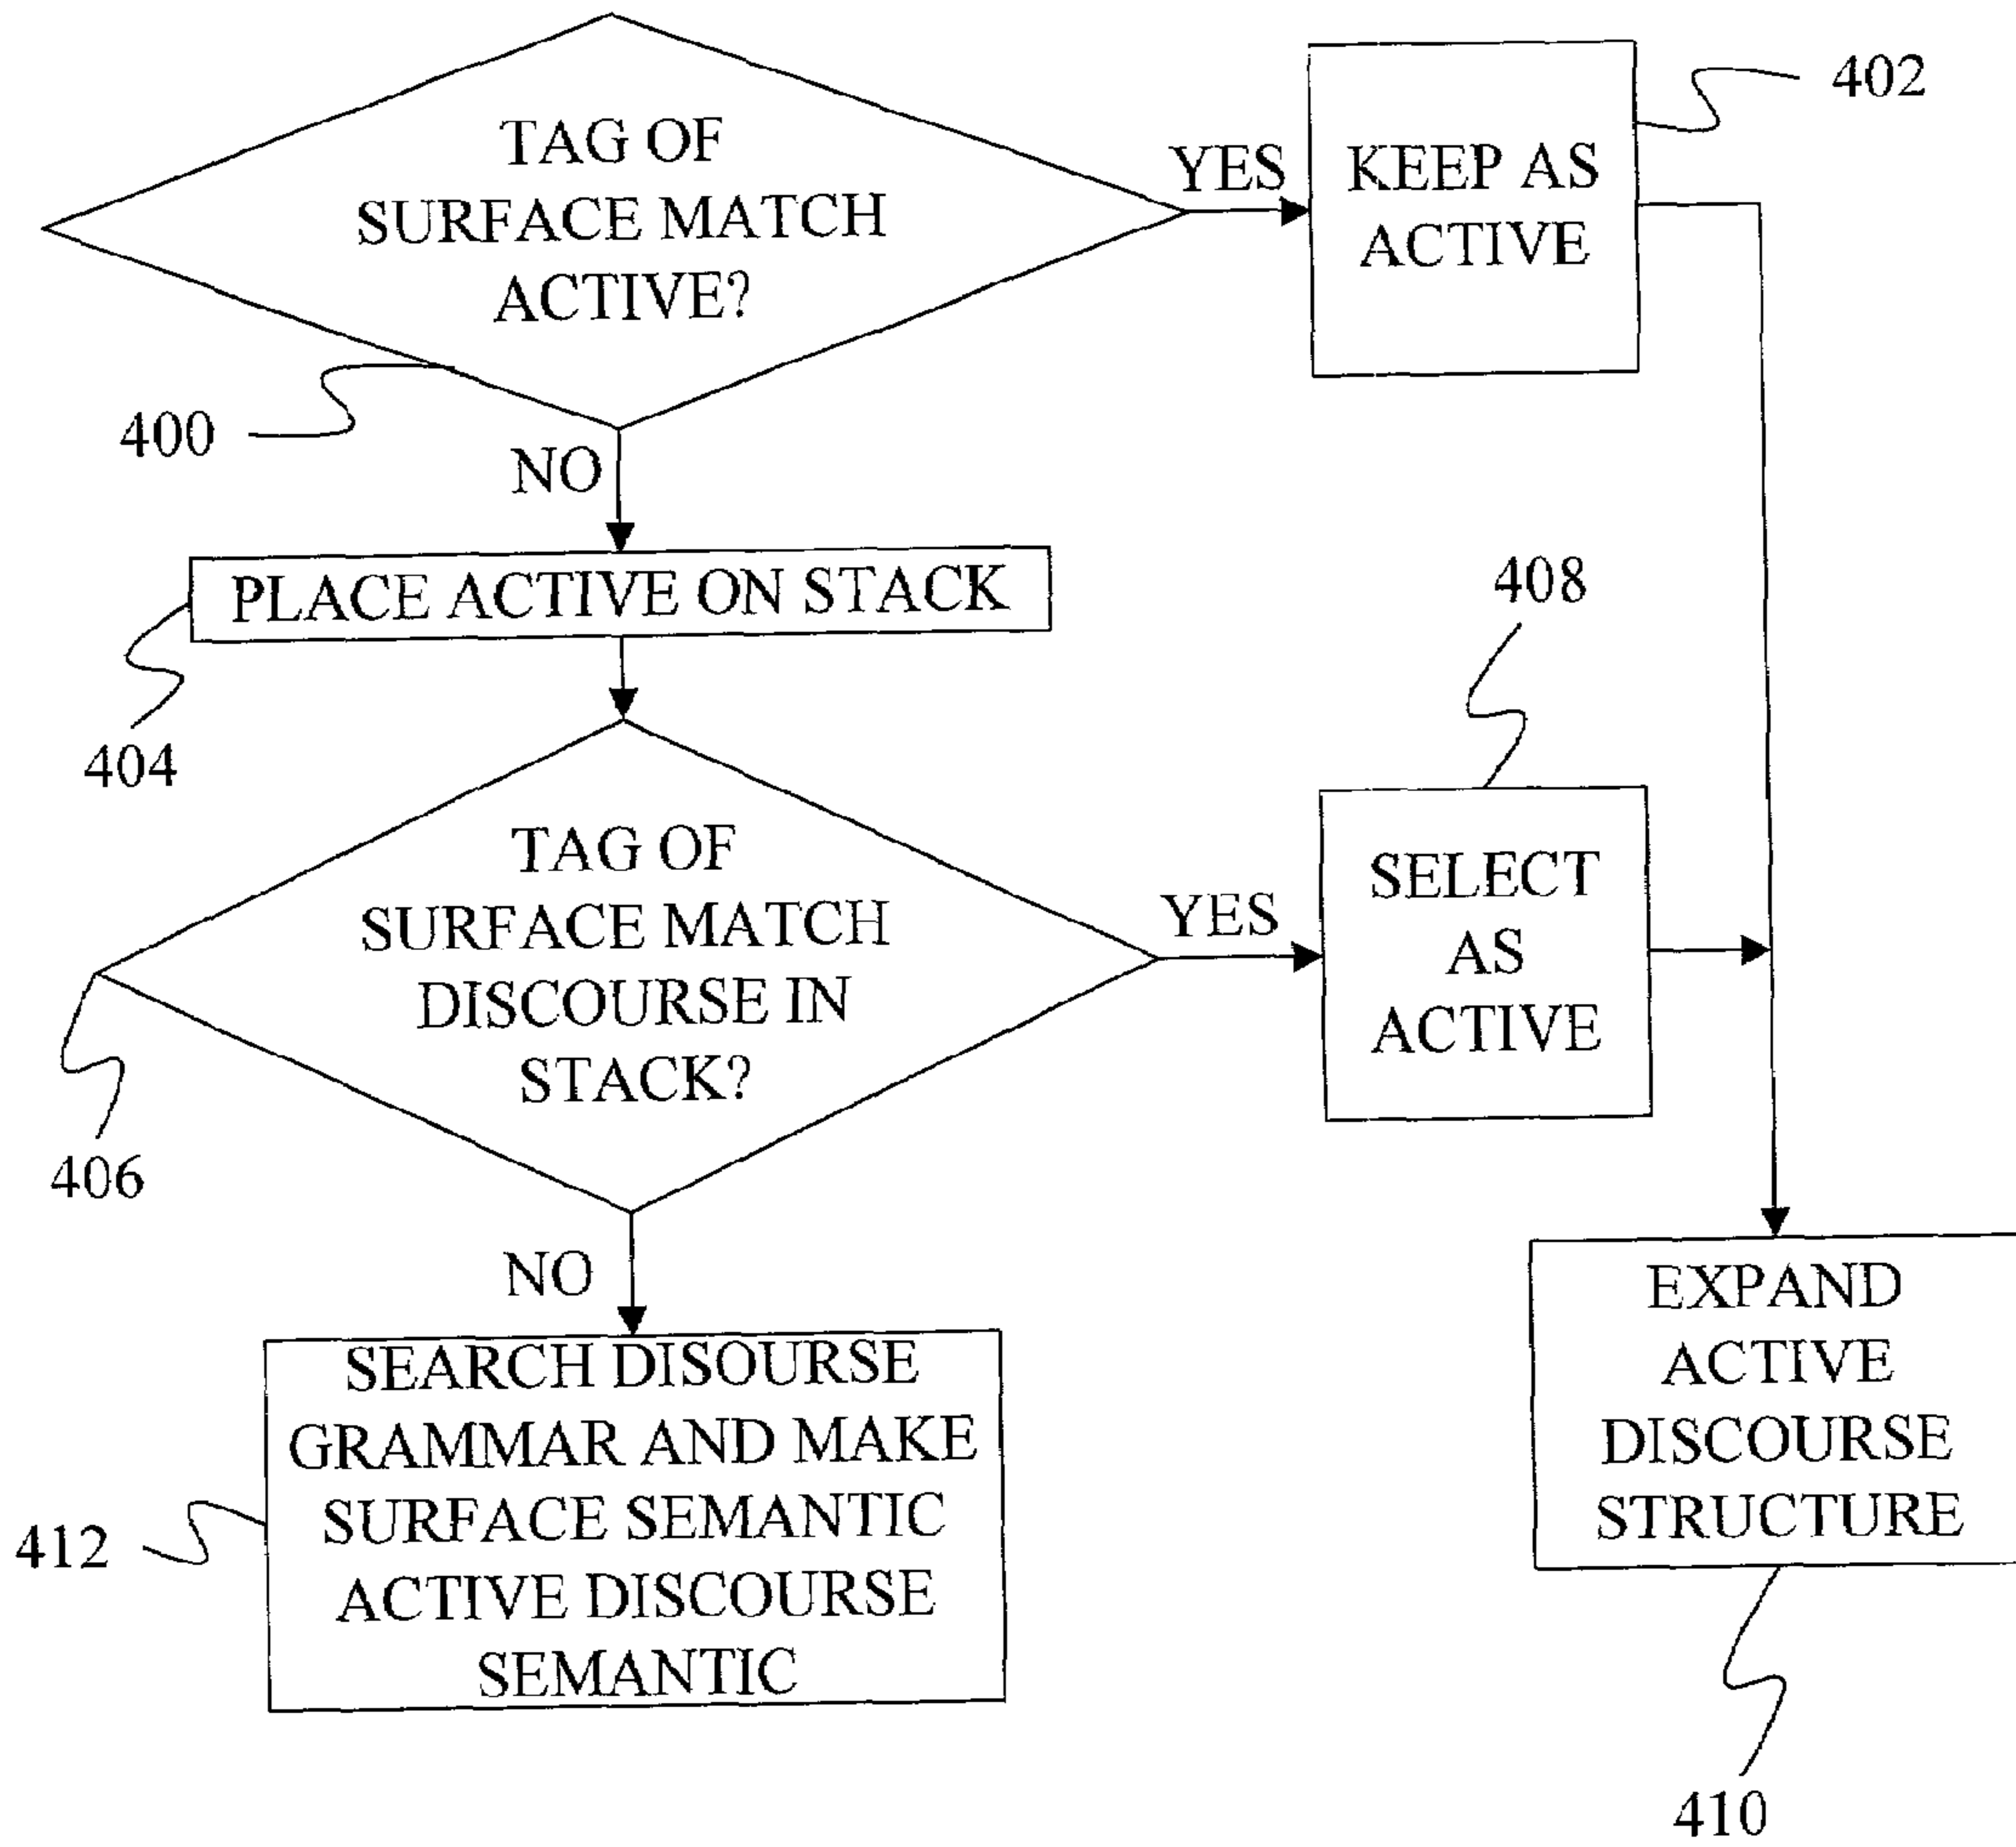 TAG OF
SURFACE MATCH
ACTIVE?
YES
KEEP AS
ACTIVE
402
400
NO
PLACE ACTIVE ON STACK
404
408
TAG OF
SURFACE MATCH
DISCOURSE IN
STACK?
YES
SELECT
AS
ACTIVE
406
NO
SEARCH DISOURSE
GRAMMAR AND MAKE
SURFACE SEMANTIC
ACTIVE DISCOURSE
SEMANTIC
412
EXPAND
ACTIVE
DISCOURSE
STRUCTURE
410